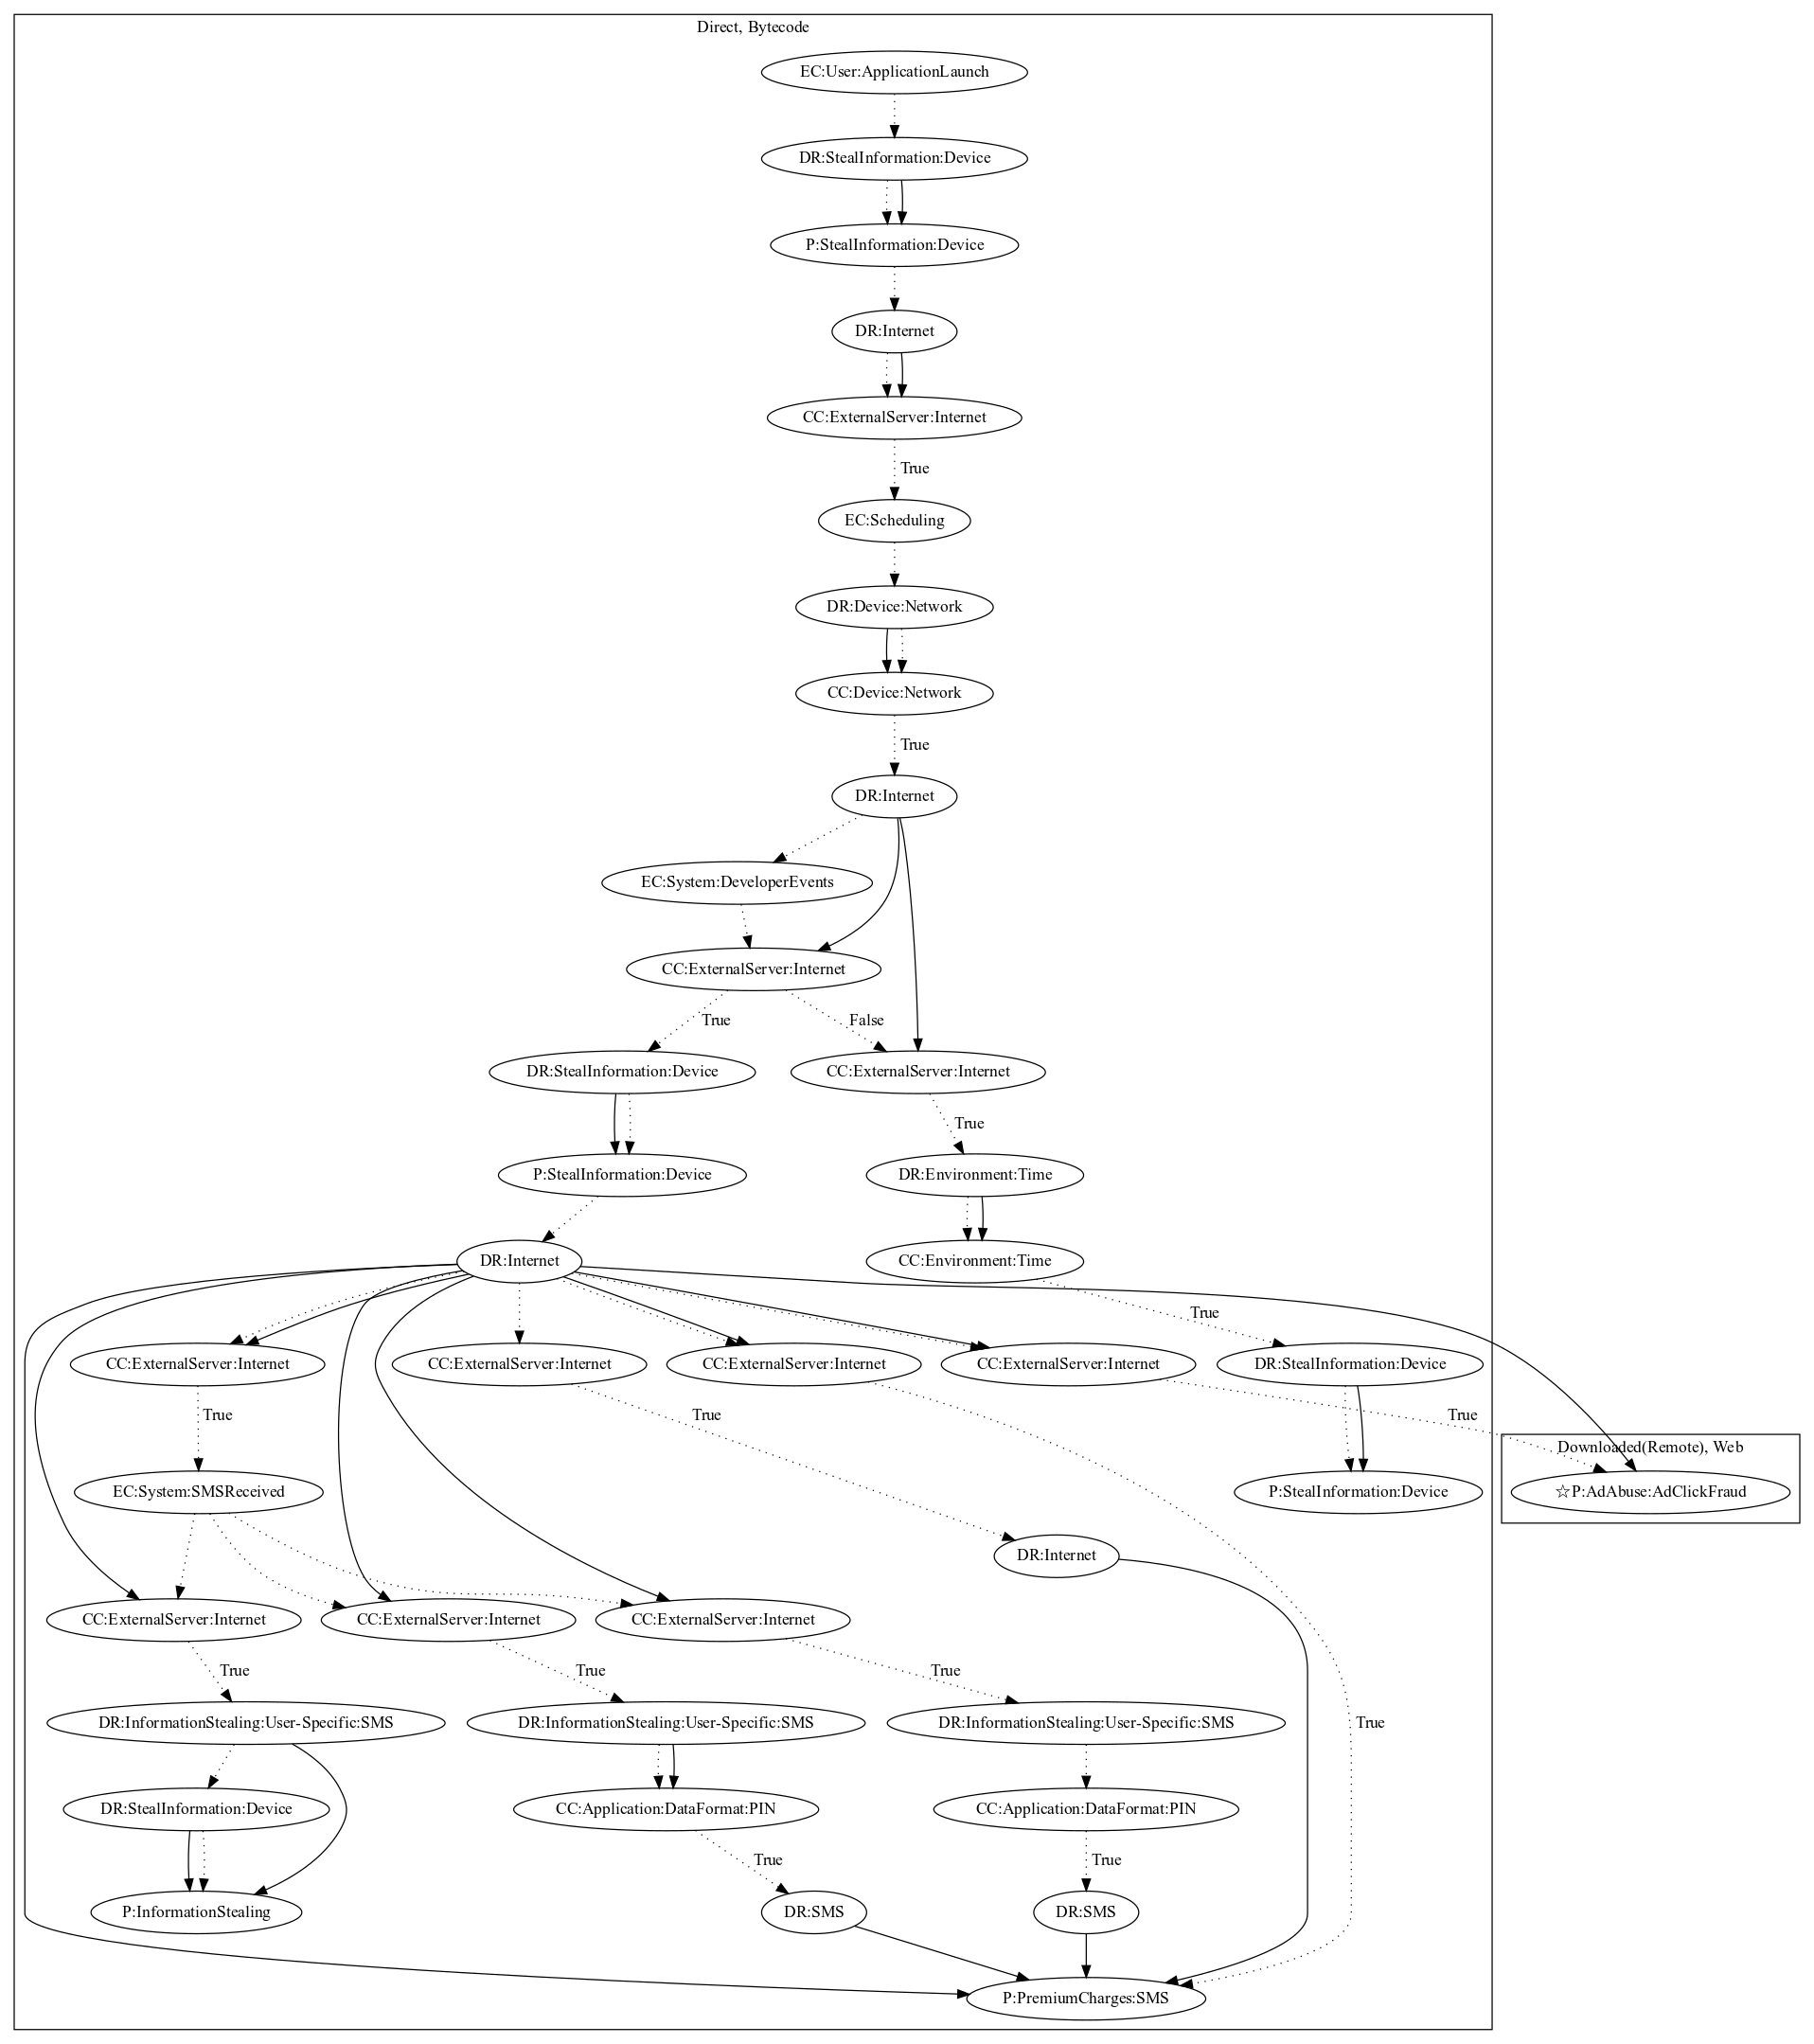 Direct, Bytecode
EC:User:ApplicationLaunch
DR:StealInformation:Device
P:StealInformation:Device
DR:Internet
CC:ExternalServer:Internet
True
EC:Scheduling
DR:Device:Network
CC:Device:Network
True
DR:Internet
EC:System:DeveloperEvents
CC:ExternalServer:Internet
True
False
DR:StealInformation:Device
CC:ExternalServer:Internet
True
P:StealInformation:Device
DR:Environment:Time
DR:Internet
CC:Environment:Time
True
CC:ExternalServer:Internet
CC:ExternalServer:Internet
CC:ExternalServer:Internet
CC:ExternalServer:Internet
DR:StealInformation:Device
True
True
True
Downloaded(Remote), Web
EC:System:SMSReceived
P:StealInformation:Device
☆P:AdAbuse:AdClickFraud
DR:Internet
CC:ExternalServer:Internet
CC:ExternalServer:Internet
CC:ExternalServer:Internet
True
True
True
DR:InformationStealing:User-Specific:SMS
DR:InformationStealing:User-Specific:SMS
DR:InformationStealing:User-Specific:SMS
True
DR:StealInformation:Device
CC:Application:DataFormat:PIN
CC:Application:DataFormat:PIN
True
True
P:InformationStealing
DR:SMS
DR:SMS
P:PremiumCharges:SMS